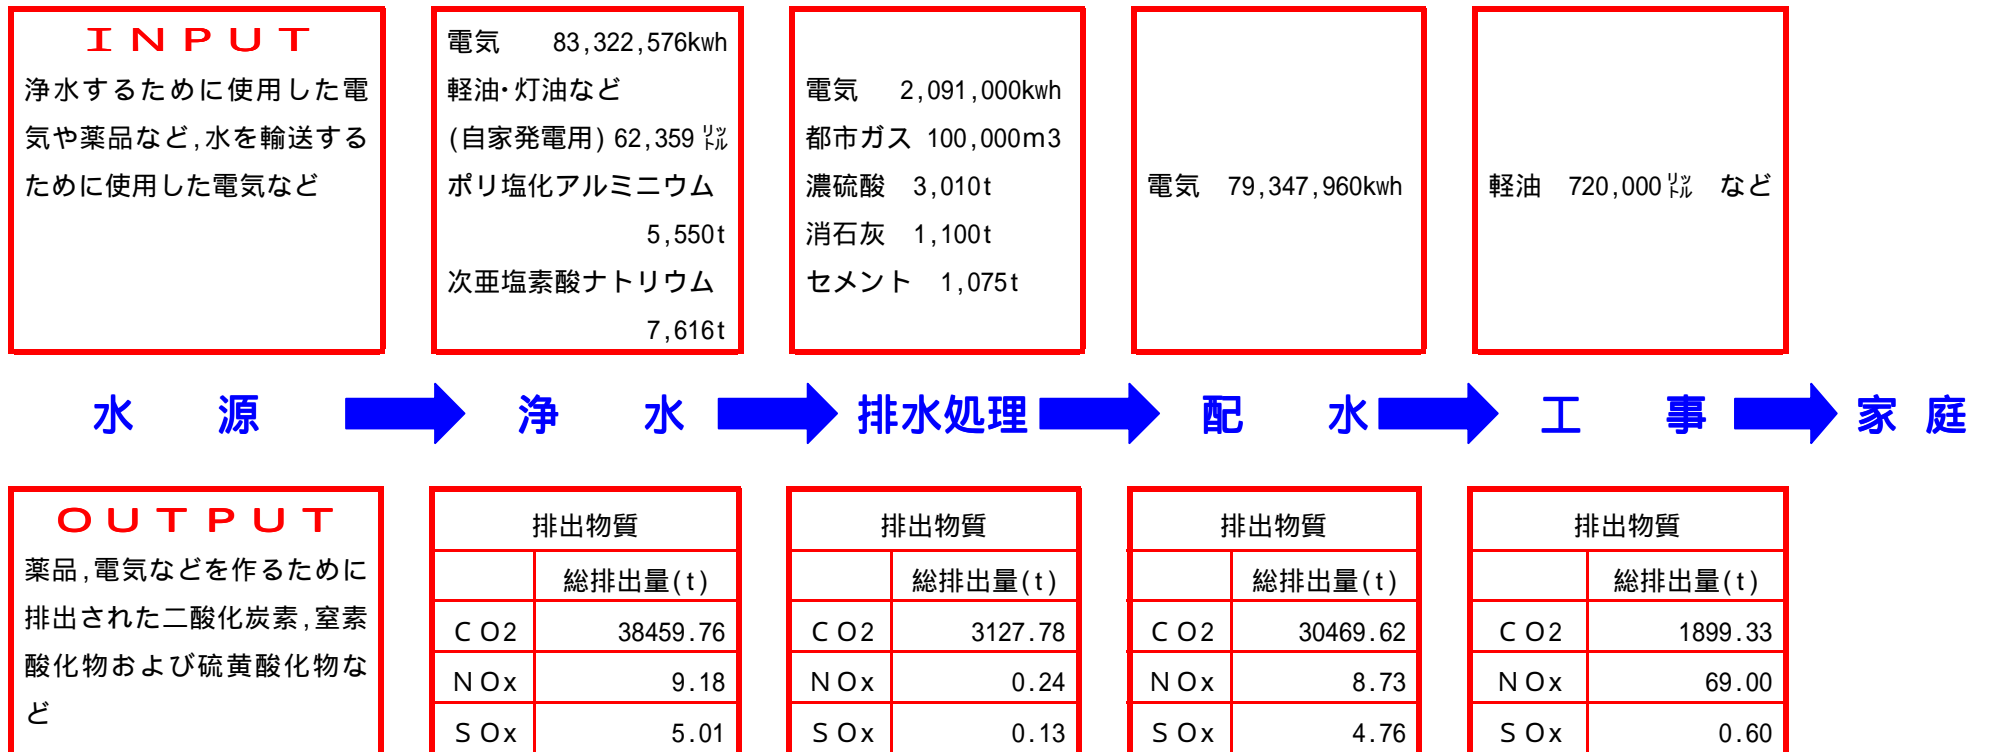 INPUT
浄水するために使用した電
気や薬品など,水を輸送する
ために使用した電気など
電気 83,322,576kwh
軽油・灯油など
(自家発電用) 62,359㍑
ポリ塩化アルミニウム
5,550t
次亜塩素酸ナトリウム
7,616t
電気 2,091,000kwh
都市ガス 100,000m3
濃硫酸 3,010t
消石灰 1,100t
セメント 1,075t
電気 79,347,960kwh
軽油 720,000㍑ など
水 源 浄 水 排水処理 配 水 工 事 家 庭
OUTPUT
薬品,電気などを作るために
排出された二酸化炭素,窒素
酸化物および硫黄酸化物な
ど
排出物質
総排出量(t)
CO2 38459.76
NOx 9.18
SOx 5.01
排出物質
総排出量(t)
CO2 3127.78
NOx 0.24
SOx 0.13
排出物質
総排出量(t)
CO2 30469.62
NOx 8.73
SOx 4.76
排出物質
総排出量(t)
CO2 1899.33
NOx 69.00
SOx 0.60